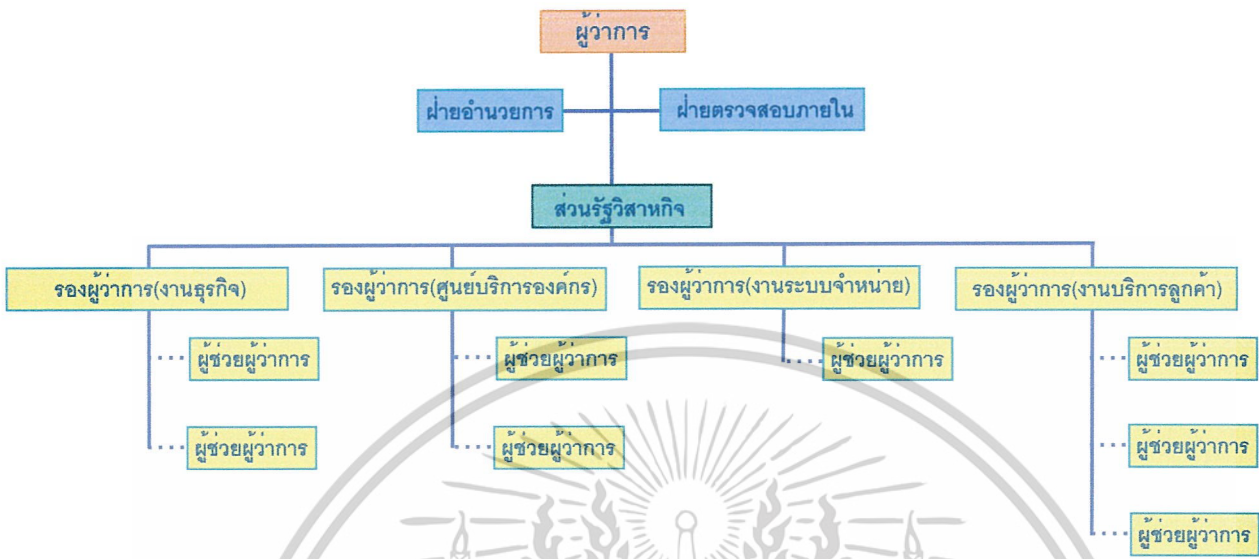 ผู้ว่าการ
ฝ่ายอำนวยการ ฝ่ายตรวจสอบภายใน
ส่วนรัฐวิสาหกิจ
รองผู้ว่าการ(งานธุรกิจ) รองผู้ว่าการ(ศูนย์บริการองค์กร) รองผู้ว่าการ(งานระบบจำหน่าย) รองผู้ว่าการ(งานบริการลูกค้า)
ผู้ช่วยผู้ว่าการ ผู้ช่วยผู้ว่าการ ผู้ช่วยผู้ว่าการ ผู้ช่วยผู้ว่าการ
ผู้ช่วยผู้ว่าการ ผู้ช่วยผู้ว่าการ ผู้ช่วยผู้ว่าการ
ผู้ช่วยผู้ว่าการ